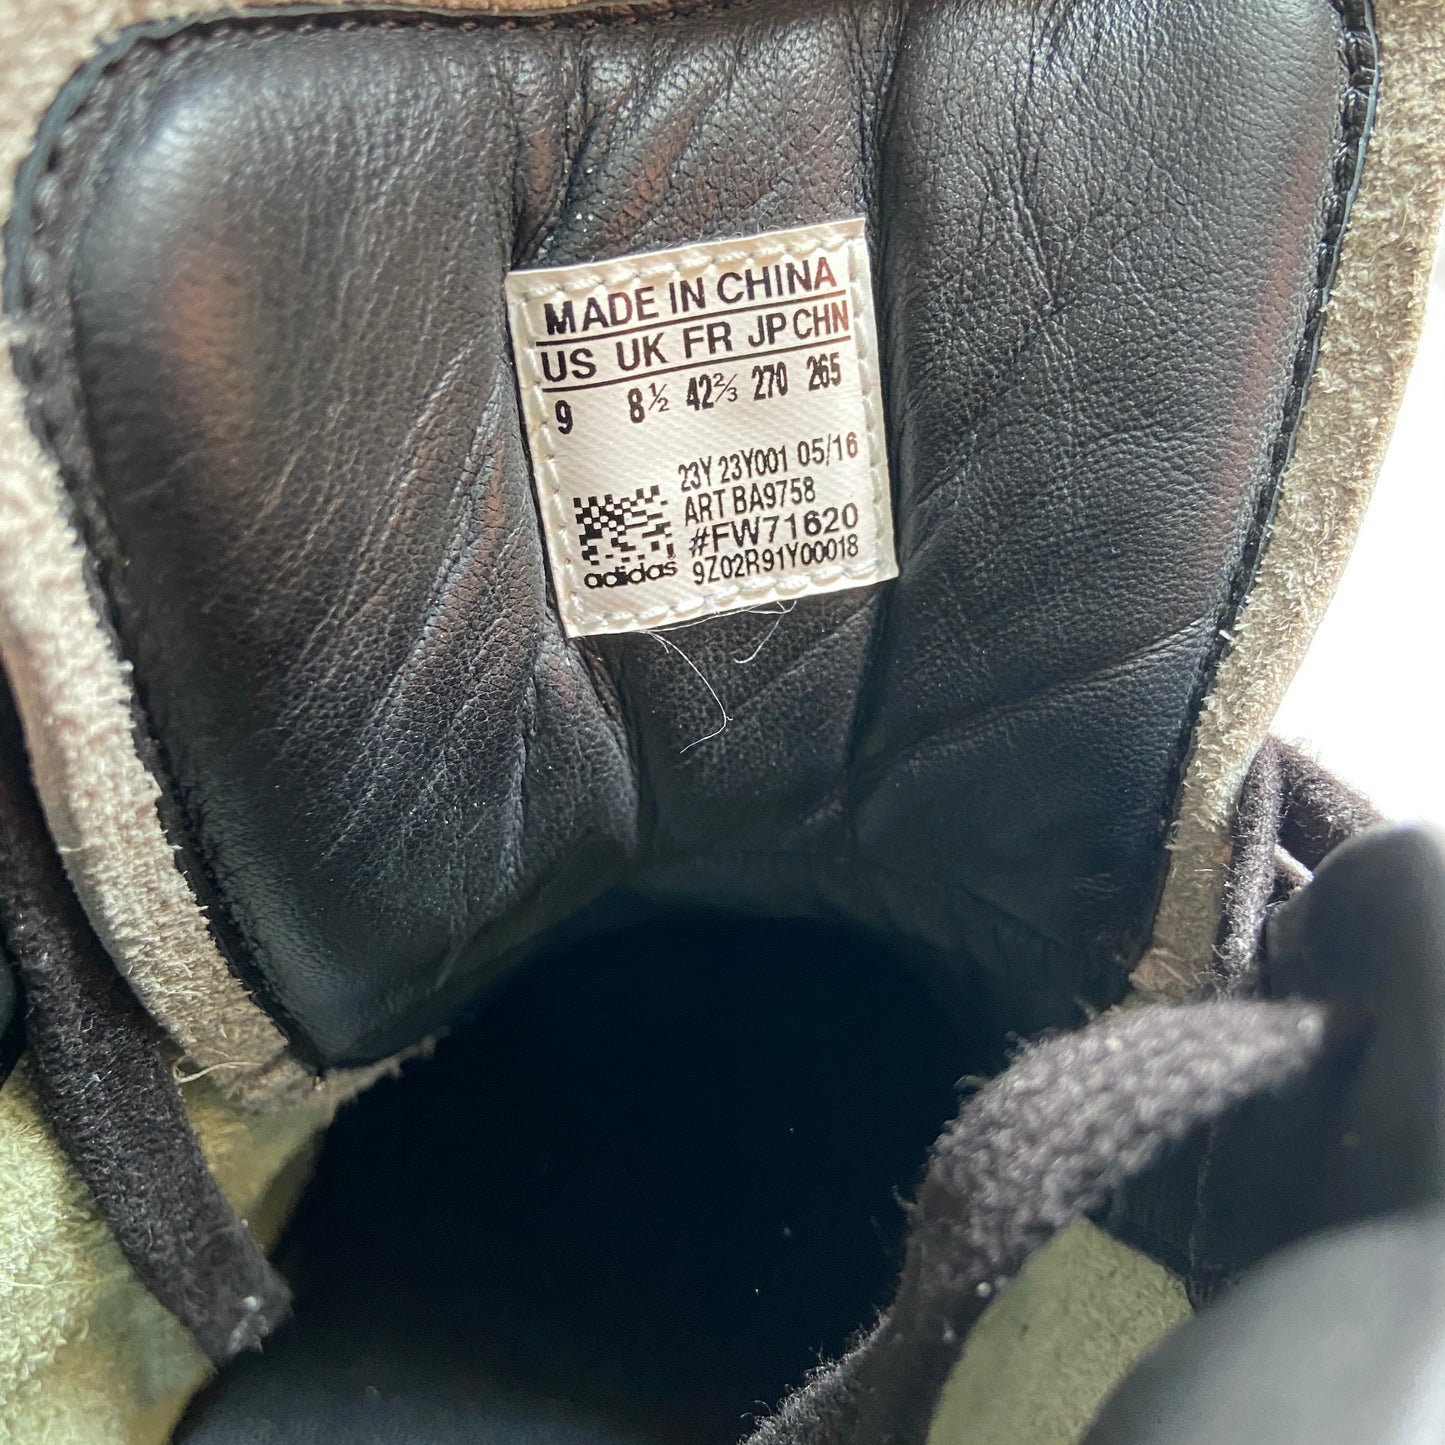 MADE IN CHINA
US UK FR JP CHN
9 8½ 42⅔ 270 265
23Y 23Y001 05/16
ART BA9758
#FW71620
adidas 9Z02R91Y00018